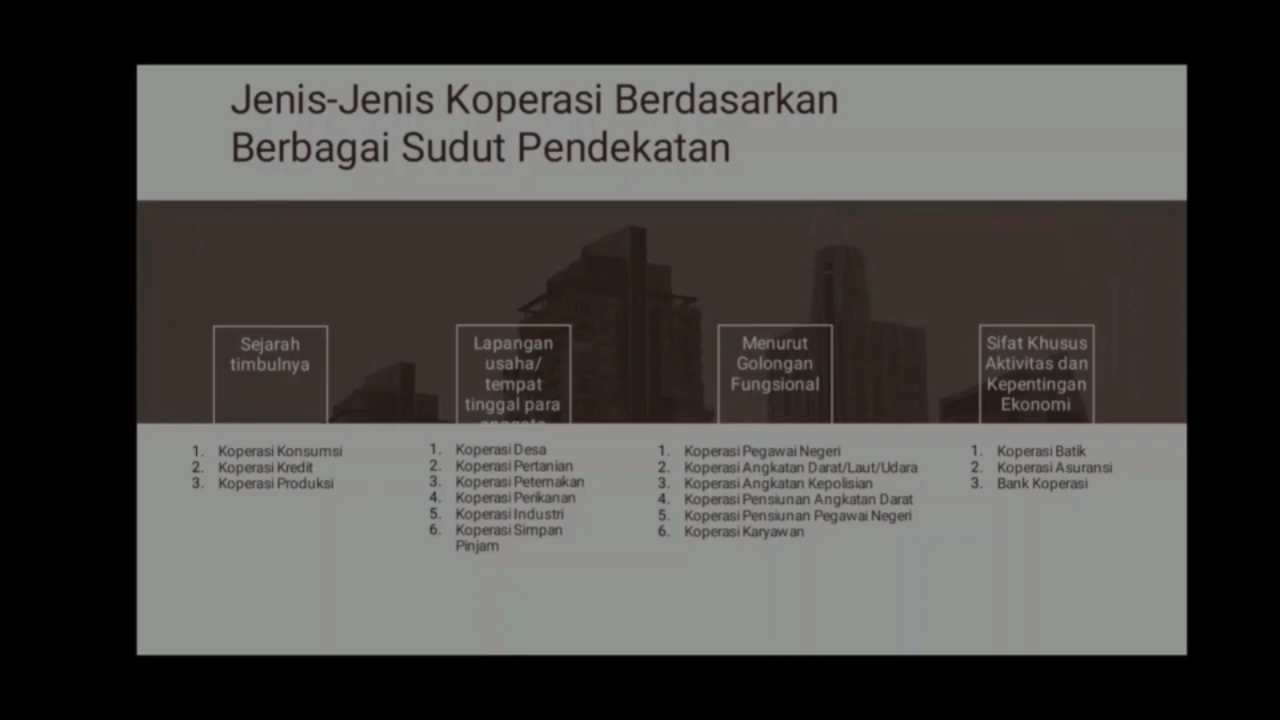 Jenis-Jenis Koperasi Berdasarkan
Berbagai Sudut Pendekatan
Sejarah
timbulnya
1. Koperasi Konsumsi
2. Koperasi Kredit
3. Koperasi Produksi
Lapangan
usaha/
tempat
tinggal para
1. Koperasi Desa
2. Koperasi Pertanian
3. Koperasi Peternakan
4. Koperasi Perikanan
5. Koperasi Industri
6. Koperasi Simpan
Pinjam
Menurut
Golongan
Fungsional
1. Koperasi Pegawai Negeri
2. Koperasi Angkatan Darat/Laut/Udara
3. Koperasi Angkatan Kepolisian
4. Koperasi Pensiunan Angkatan Darat
5. Koperasi Pensiunan Pegawai Negeri
6. Koperasi Karyawan
Sifat Khusus
Aktivitas dan
Kepentingan
Ekonomi
1. Koperasi Batik
2. Koperasi Asuransi
3. Bank Koperasi